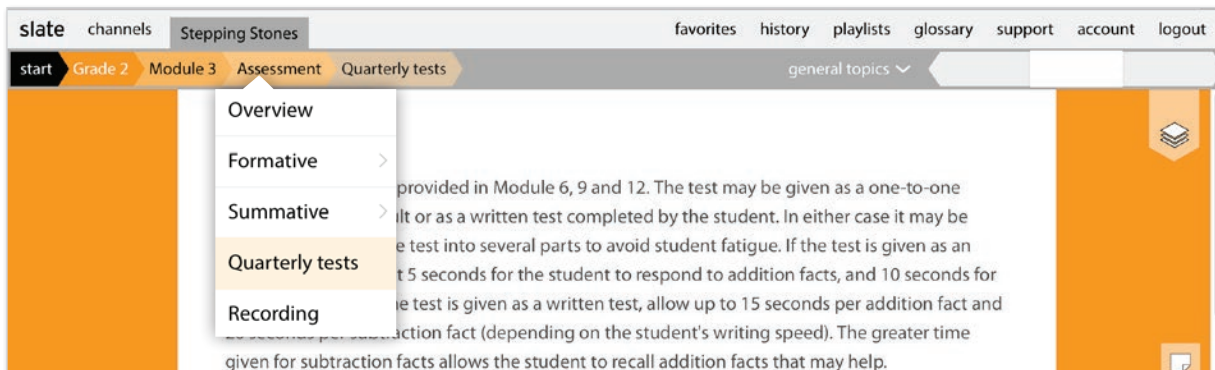 slate channels Stepping Stones favorites history playlists glossary support account logout
start Grade 2 Module 3 Assessment Quarterly tests general topics
Overview
Formative
Summative
Quarterly tests
Recording
provided in Module 6, 9 and 12. The test may be given as a one-to-one
or as a written test completed by the student. In either case it may be
test into several parts to avoid student fatigue. If the test is given as an
5 seconds for the student to respond to addition facts, and 10 seconds for
test is given as a written test, allow up to 15 seconds per addition fact and
seconds per subtraction fact (depending on the student's writing speed). The greater time
given for subtraction facts allows the student to recall addition facts that may help.